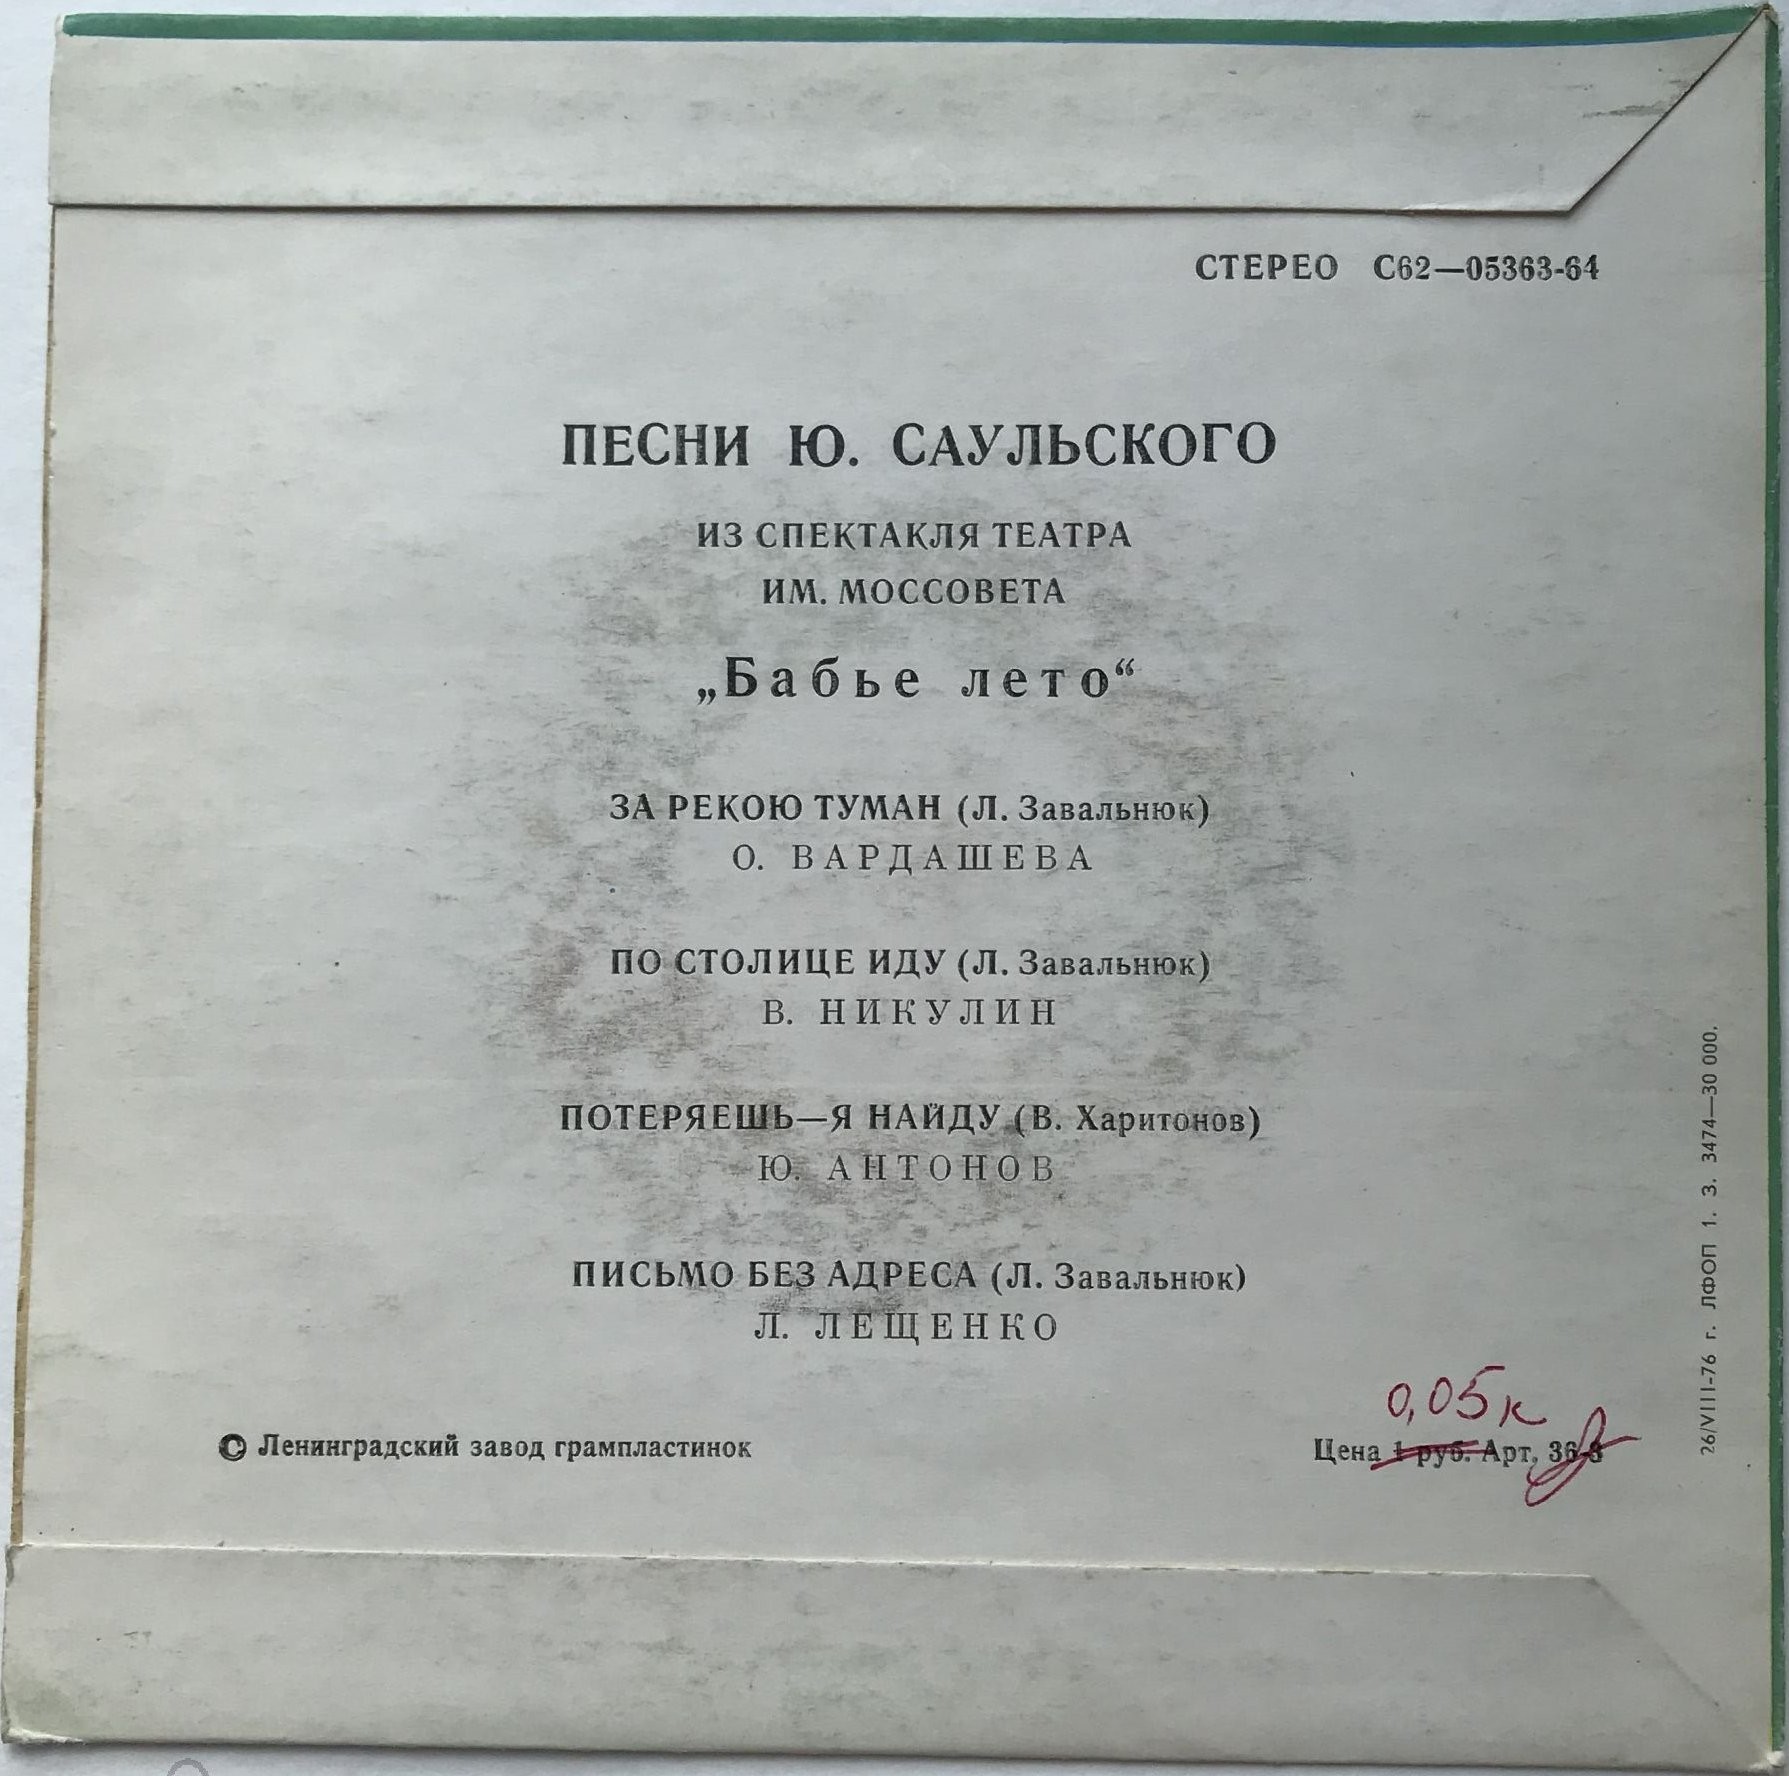 СТЕРЕО С62—05363-64
ПЕСНИ Ю. САУЛЬСКОГО
ИЗ СПЕКТАКЛЯ ТЕАТРА
ИМ. МОССОВЕТА
„Бабье лето“
ЗА РЕКОЮ ТУМАН (Л. Завальнюк)
О. ВАРДАШЕВА
ПО СТОЛИЦЕ ИДУ (Л. Завальнюк)
В. НИКУЛИН
ПОТЕРЯЕШЬ—Я НАЙДУ (В. Харитонов)
Ю. АНТОНОВ
ПИСЬМО БЕЗ АДРЕСА (Л. Завальнюк)
Л. ЛЕЩЕНКО
0,05 к
© Ленинградский завод грампластинок
Цена 1 руб. Арт. 36-3
26/VIII-76 г. ЛФОП 1. З. 3474—30 000.